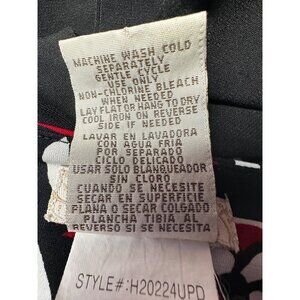 MACHINE WASH COLD
SEPARATELY
GENTLE CYCLE
USE ONLY
NON-CHLORINE BLEACH
WHEN NEEDED
LAY FLAT OR HANG TO DRY
COOL IRON ON REVERSE
SIDE IF NEEDED
LAVAR EN LAVADORA
CON AGUA FRIA
POR SEPARADO
CICLO DELICADO
USAR SOLO BLANQUEADOR
SIN CLORO
CUANDO SE NECESITE
SECAR EN SUPERFICIE
PLANA O SECAR COLGADO
PLANCHA TIBIA AL
REVERSO SI SE NECESITA
STYLE#:H20224UPD